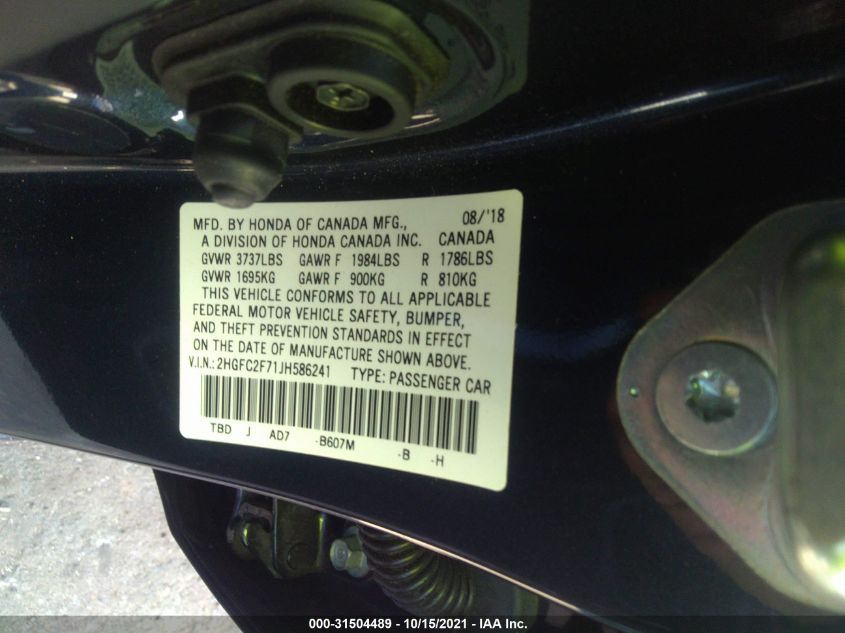 MFD. BY HONDA OF CANADA MFG., 08/'18
A DIVISION OF HONDA CANADA INC. CANADA
GVWR 3737LBS GAWR F 1984LBS R 1786LBS
GVWR 1695KG GAWR F 900KG R 810KG
THIS VEHICLE CONFORMS TO ALL APPLICABLE
FEDERAL MOTOR VEHICLE SAFETY, BUMPER,
AND THEFT PREVENTION STANDARDS IN EFFECT
ON THE DATE OF MANUFACTURE SHOWN ABOVE.
V.I.N.: 2HGFC2F71JH586241 TYPE: PASSENGER CAR
TBD J AD7 -B607M -B -H
000-31504489 - 10/15/2021 - IAA Inc.